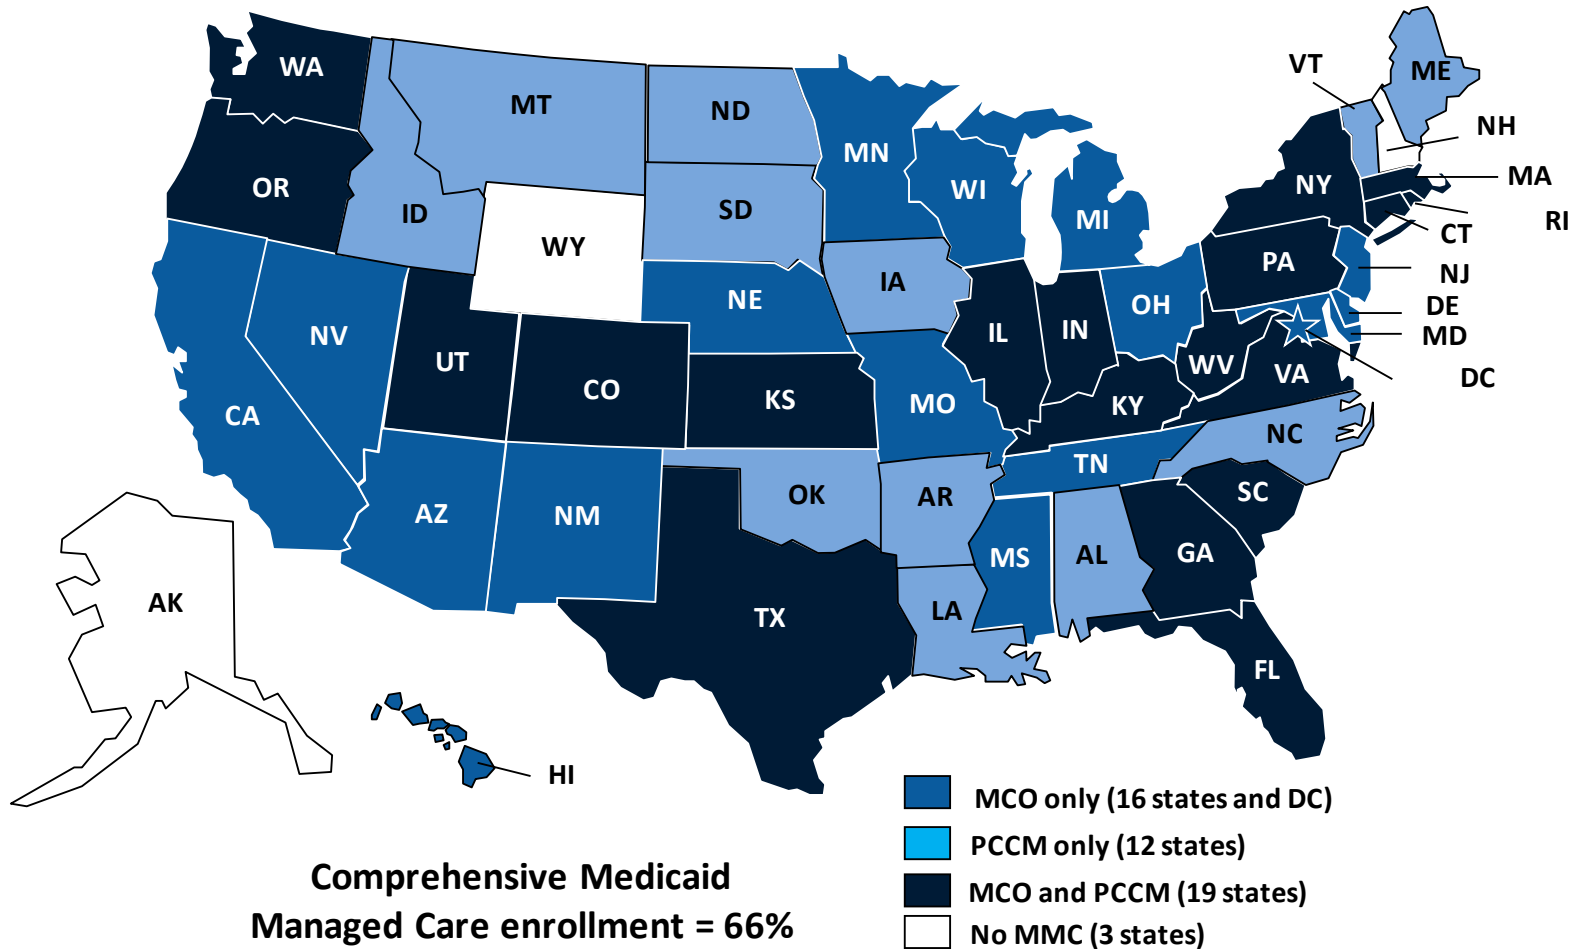 WA
MT
ND
MN
VT
ME
NH
OR
ID
SD
WI
MI
NY
MA
RI
WY
CT
IA
PA
NJ
NE
OH
DE
NV
UT
IL
IN
MD
CO
WV
VA
DC
CA
KS
MO
KY
NC
TN
AZ
NM
OK
AR
SC
MS
AL
GA
AK
TX
LA
FL
HI
MCO only (16 states and DC)
PCCM only (12 states)
MCO and PCCM (19 states)
No MMC (3 states)
Comprehensive Medicaid
Managed Care enrollment = 66%